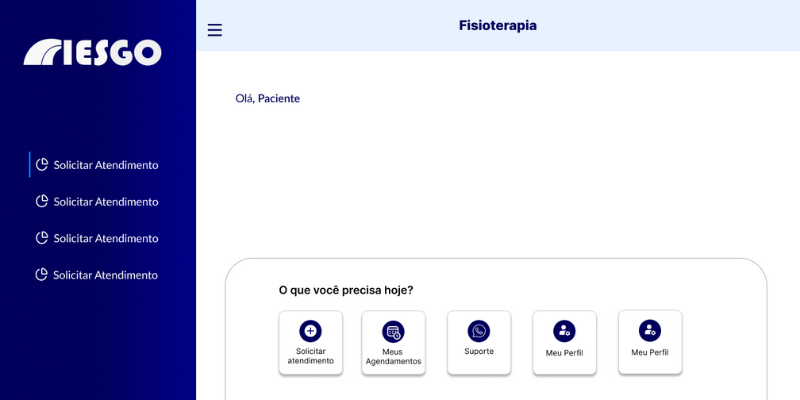 IESGO
Fisioterapia
Olá, Paciente
Solicitar Atendimento
Solicitar Atendimento
Solicitar Atendimento
Solicitar Atendimento
O que você precisa hoje?
Solicitar
atendimento
Meus
Agendamentos
Suporte
Meu Perfil
Meu Perfil